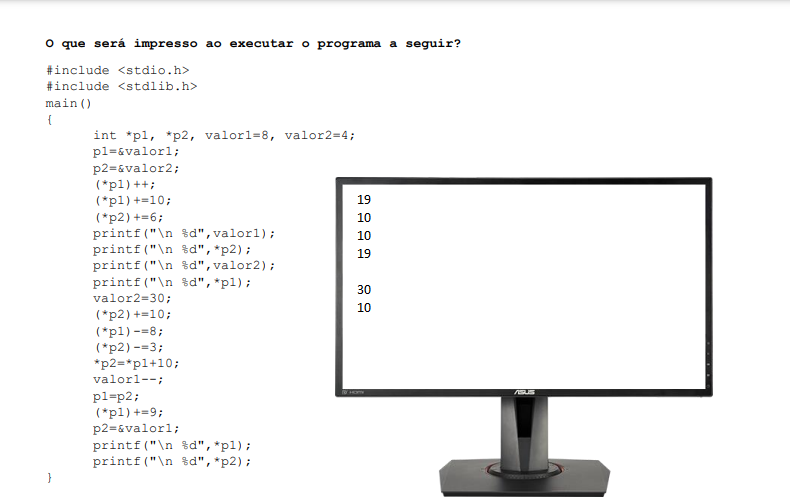 O que será impresso ao executar o programa a seguir?
#include <stdio.h>
#include <stdlib.h>
main()
{
int *p1, *p2, valor1=8, valor2=4;
p1=&valor1;
p2=&valor2;
(*p1)++;
(*p1)+=10;
(*p2)+=6;
printf("\n %d",valor1);
printf("\n %d",*p2);
printf("\n %d",valor2);
printf("\n %d",*p1);
valor2=30;
(*p2)+=10;
(*p1)-=8;
(*p2)-=3;
*p2=*p1+10;
valor1--;
p1=p2;
(*p1)+=9;
p2=&valor1;
printf("\n %d",*p1);
printf("\n %d",*p2);
}
19
10
10
19
30
10
HDMI
ASUS